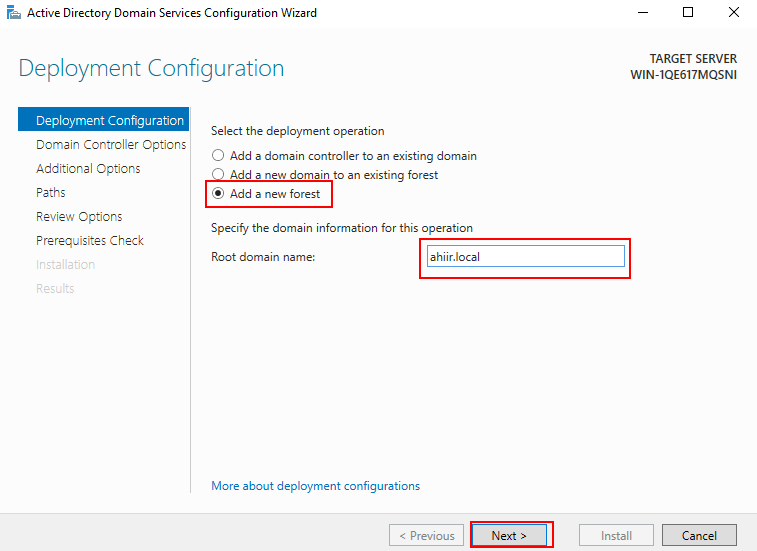 Active Directory Domain Services Configuration Wizard
Deployment Configuration
TARGET SERVER
WIN-1QE617MQSNI
Deployment Configuration
Domain Controller Options
Additional Options
Paths
Review Options
Prerequisites Check
Installation
Results
Select the deployment operation
Add a domain controller to an existing domain
Add a new domain to an existing forest
Add a new forest
Specify the domain information for this operation
Root domain name: ahiir.local
More about deployment configurations
< Previous Next > Install Cancel